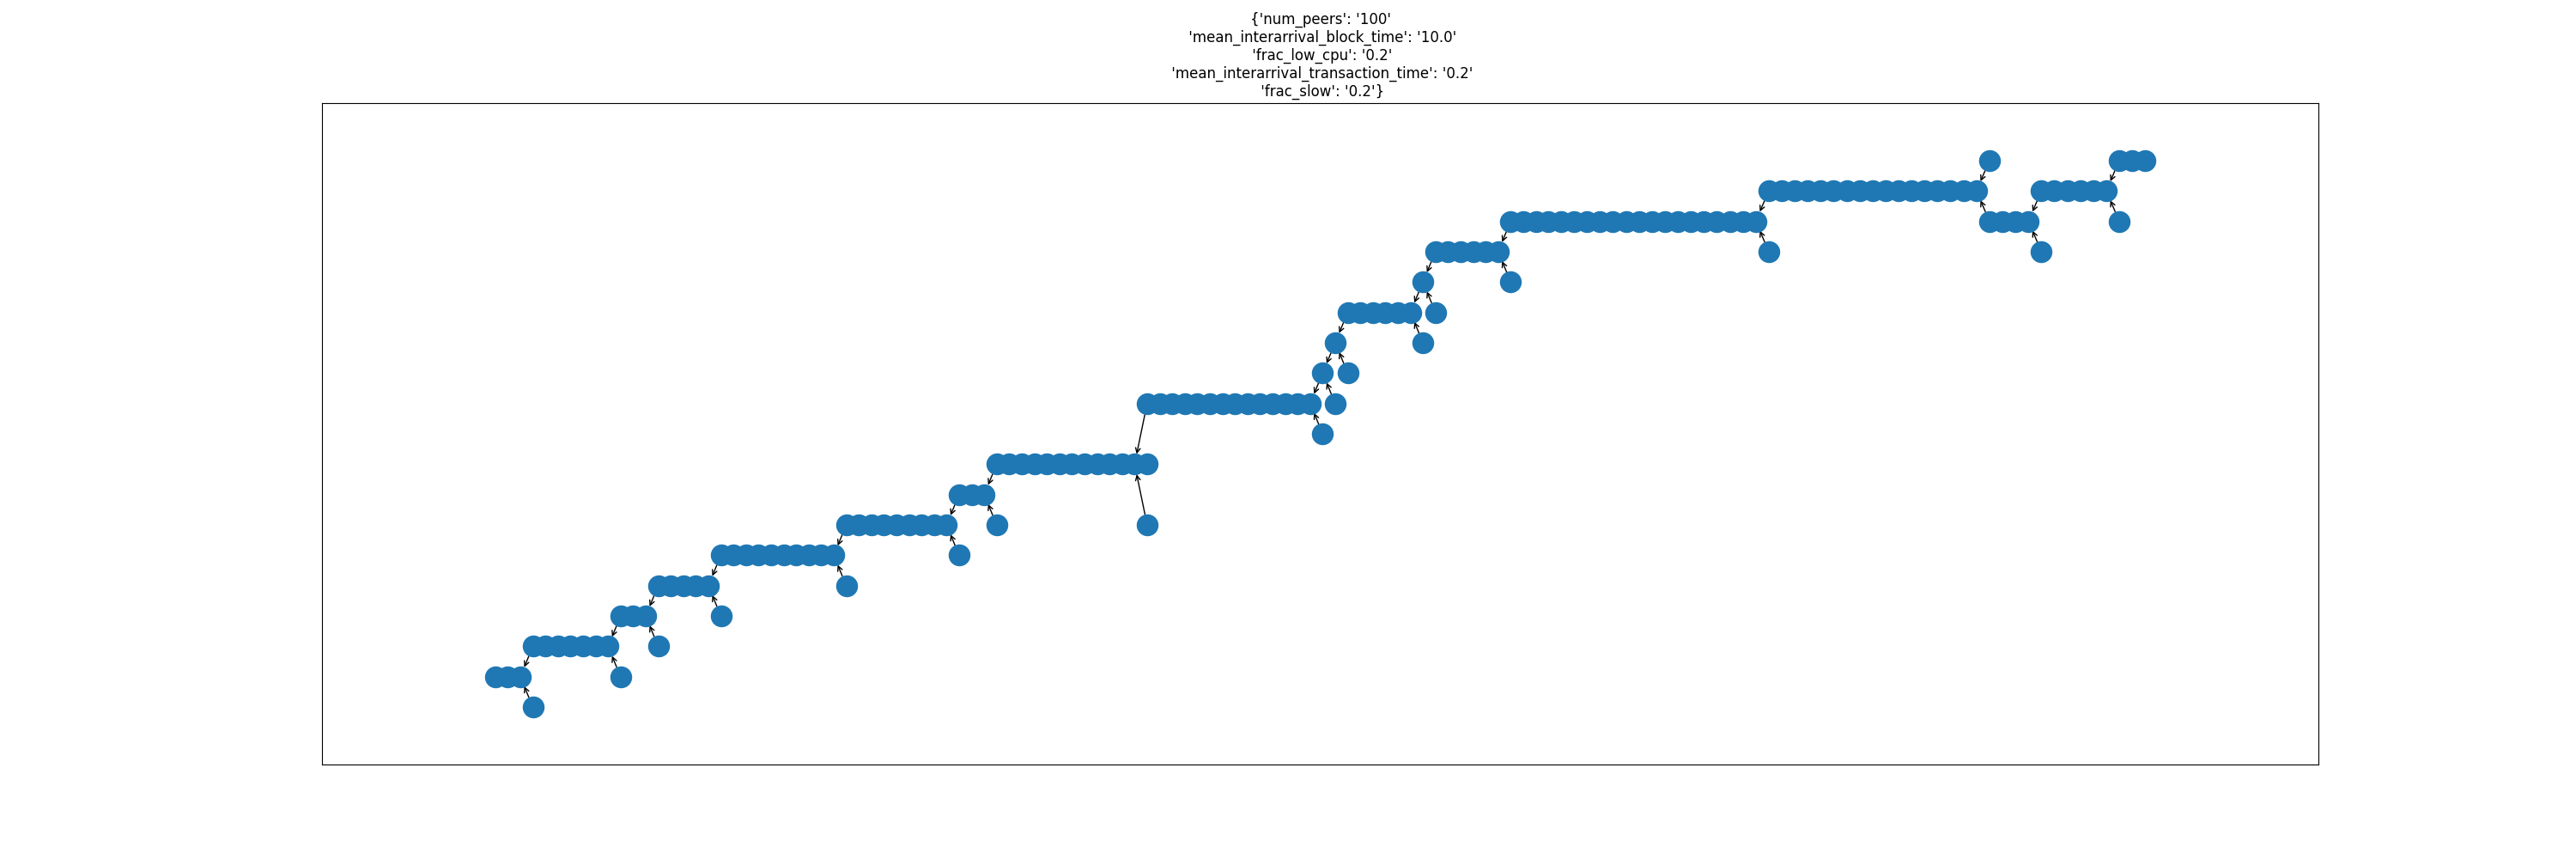 {'num_peers': '100'
'mean_interarrival_block_time': '10.0'
'frac_low_cpu': '0.2'
'mean_interarrival_transaction_time': '0.2'
'frac_slow': '0.2'}